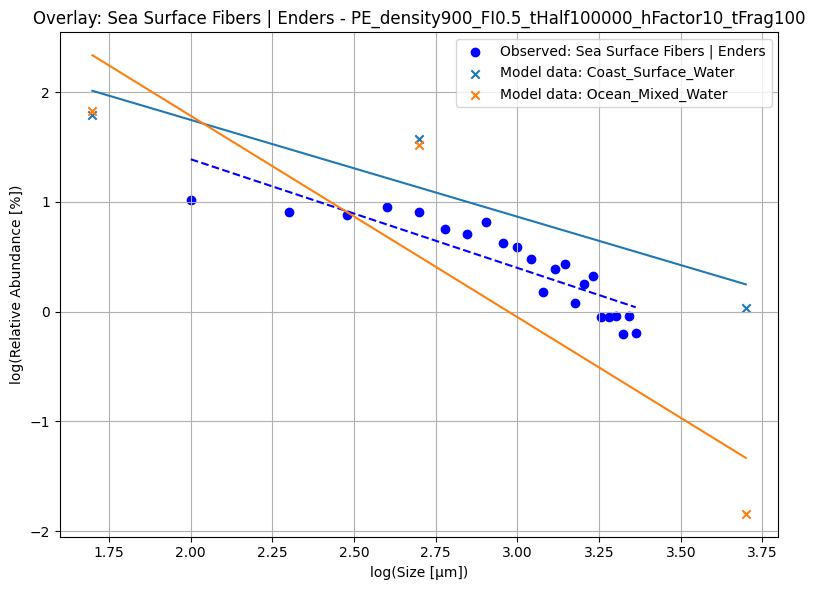 Overlay: Sea Surface Fibers | Enders - PE_density900_FI0.5_tHalf100000_hFactor10_tFrag100
Observed: Sea Surface Fibers | Enders
Model data: Coast_Surface_Water
Model data: Ocean_Mixed_Water
log(Relative Abundance [%])
2
1
0
−1
−2
1.75 2.00 2.25 2.50 2.75 3.00 3.25 3.50 3.75
log(Size [μm])